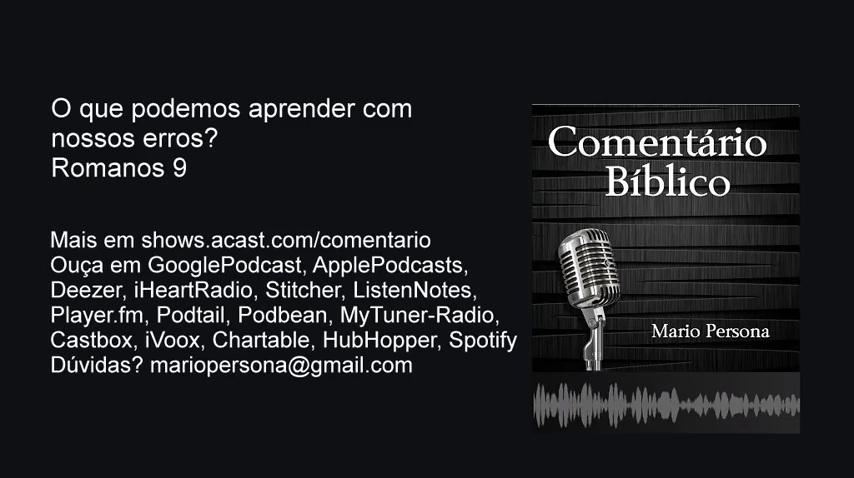 O que podemos aprender com
nossos erros?
Romanos 9
Mais em shows.acast.com/comentario
Ouça em GooglePodcast, ApplePodcasts,
Deezer, iHeartRadio, Stitcher, ListenNotes,
Player.fm, Podtail, Podbean, MyTuner-Radio,
Castbox, iVoox, Chartable, HubHopper, Spotify
Dúvidas? mariopersona@gmail.com
Comentário
Bíblico
Mario Persona